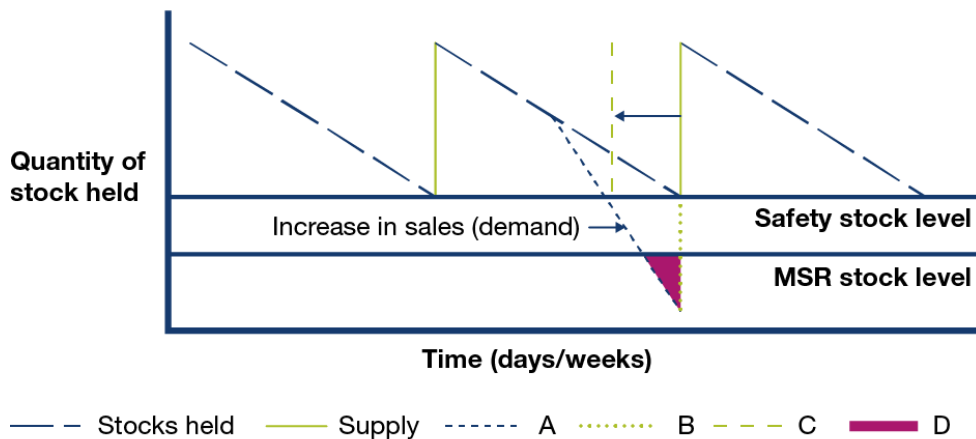 Quantity of
stock held
Safety stock level
Increase in sales (demand)
MSR stock level
Time (days/weeks)
Stocks held Supply A B C D